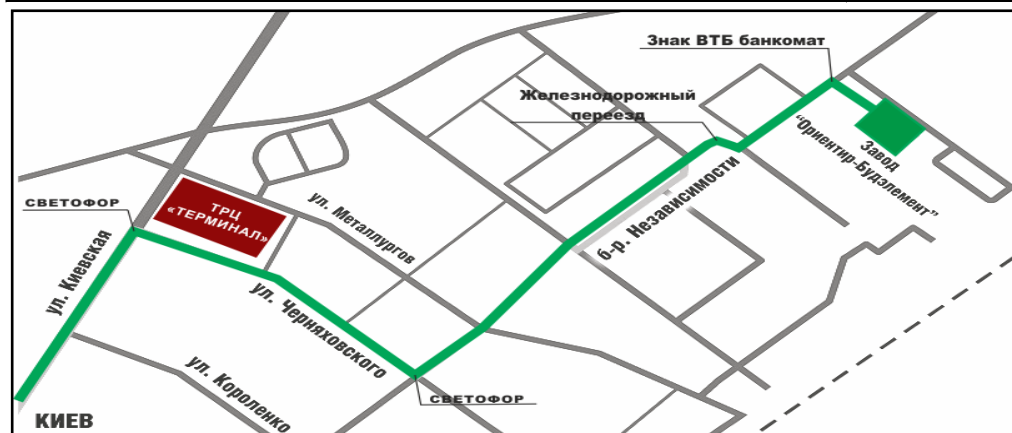 Знак ВТБ банкомат
Железнодорожный
переезд
"Ориентир-Будэлемент"
Завод
СВЕТОФОР
ТРЦ
«ТЕРМИНАЛ»
ул. Металлургов
б-р. Независимости
ул. Киевская
ул. Черняховского
ул. Короленко
СВЕТОФОР
КИЕВ